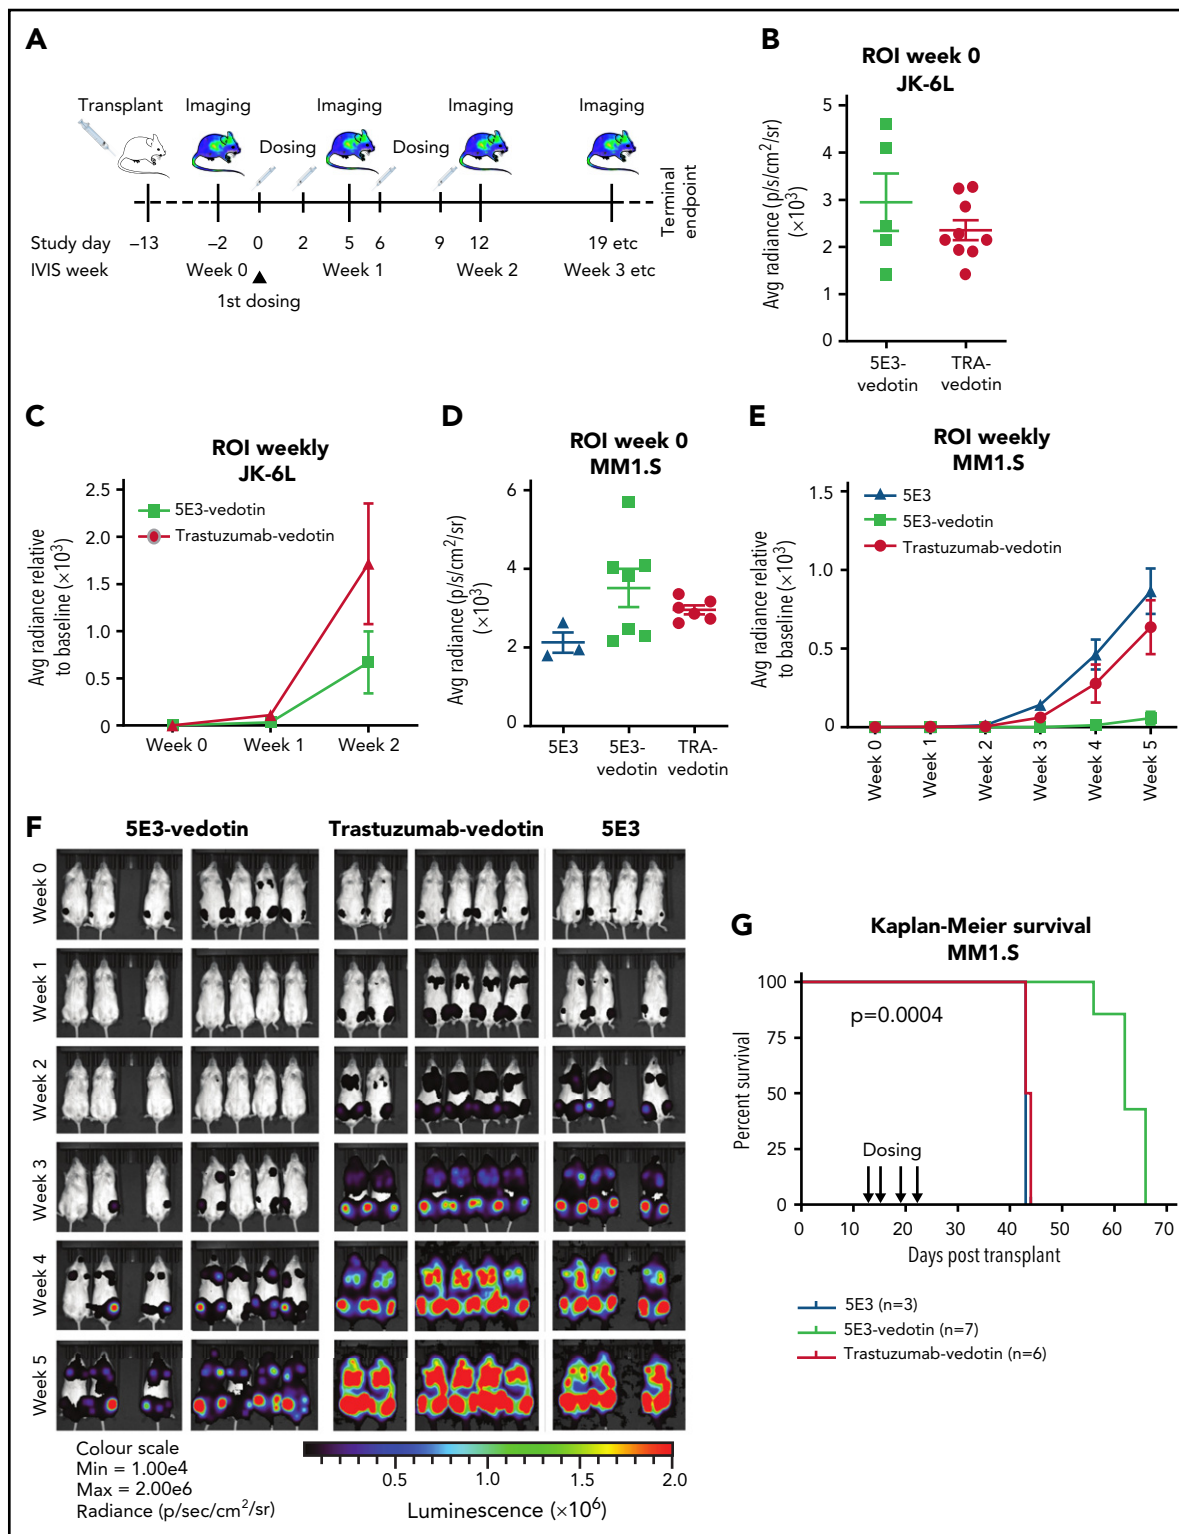 A
Transplant
Imaging
Imaging
Imaging
Imaging
Dosing
Dosing
Terminal
endpoint
Study day
–13
–2
0
2
5
6
9
12
19 etc
IVIS week
Week 0
Week 1
Week 2
Week 3 etc
1st dosing
B
ROI week 0
JK-6L
Avg radiance (p/s/cm²/sr)
(×10³)
5
4
3
2
1
0
5E3-
vedotin
TRA-
vedotin
C
ROI weekly
JK-6L
Avg radiance relative
to baseline (×10³)
2.5
2.0
1.5
1.0
0.5
0
5E3-vedotin
Trastuzumab-vedotin
Week 0
Week 1
Week 2
D
ROI week 0
MM1.S
Avg radiance (p/s/cm²/sr)
(×10³)
6
4
2
0
5E3
5E3-
vedotin
TRA-
vedotin
E
ROI weekly
MM1.S
Avg radiance relative
to baseline (×10³)
1.5
1.0
0.5
0
5E3
5E3-vedotin
Trastuzumab-vedotin
Week 0
Week 1
Week 2
Week 3
Week 4
Week 5
F
5E3-vedotin
Trastuzumab-vedotin
5E3
Week 0
Week 1
Week 2
Week 3
Week 4
Week 5
Colour scale
Min = 1.00e4
Max = 2.00e6
Radiance (p/sec/cm²/sr)
0.5
1.0
1.5
2.0
Luminescence (×10⁶)
G
Kaplan-Meier survival
MM1.S
Percent survival
100
75
50
25
0
p=0.0004
Dosing
0
10
20
30
40
50
60
70
Days post transplant
5E3 (n=3)
5E3-vedotin (n=7)
Trastuzumab-vedotin (n=6)